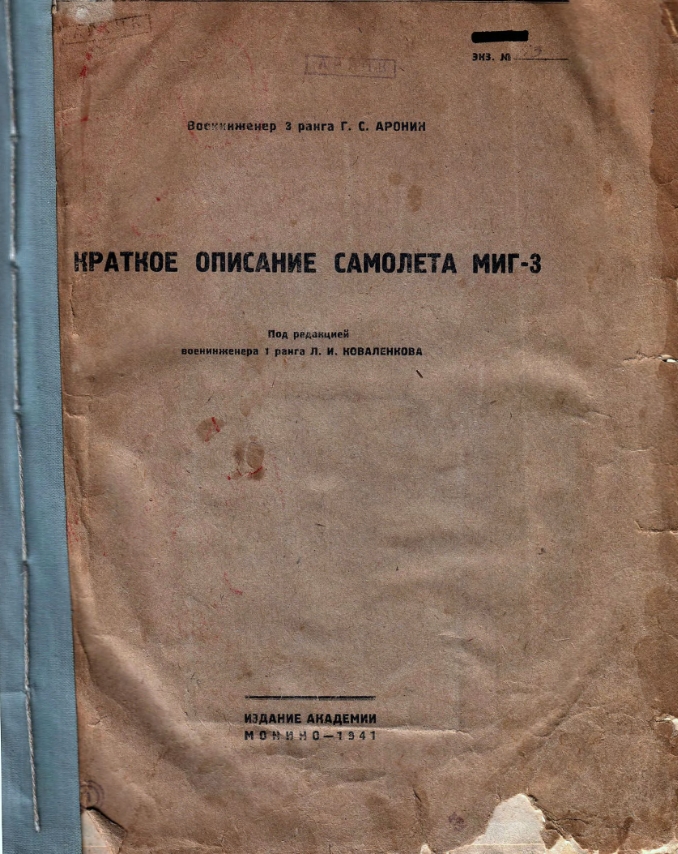 ЭКЗ. №
Военинженер 3 ранга Г. С. АРОНИН
КРАТКОЕ ОПИСАНИЕ САМОЛЕТА МИГ-3
Под редакцией
военинженера 1 ранга Л. И. КОВАЛЕНКОВА
ИЗДАНИЕ АКАДЕМИИ
МОНИНО—1941